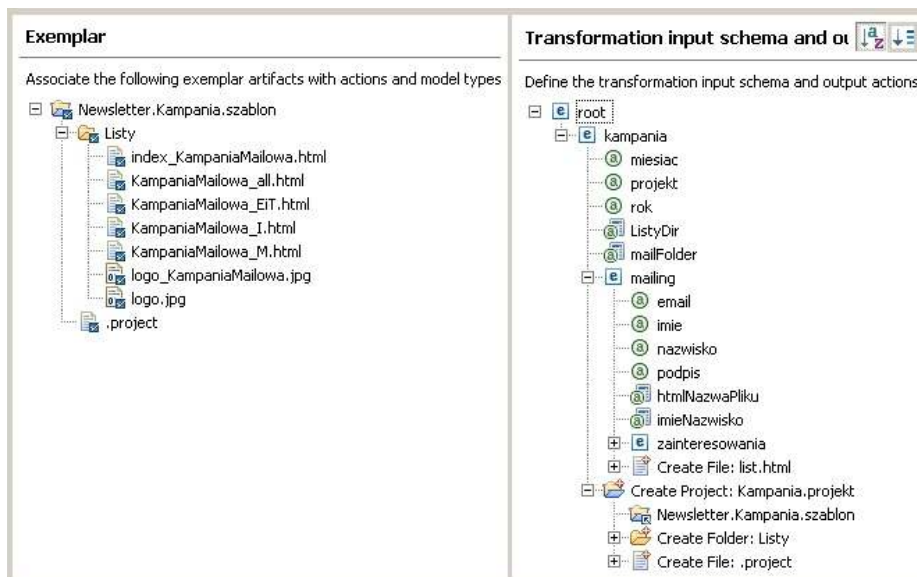 Exemplar
Associate the following exemplar artifacts with actions and model types
Newsletter.Kampania.szablon
Listy
index_KampaniaMailowa.html
KampaniaMailowa_all.html
KampaniaMailowa_EiT.html
KampaniaMailowa_I.html
KampaniaMailowa_M.html
logo_KampaniaMailowa.jpg
logo.jpg
.project
Transformation input schema and ou
Define the transformation input schema and output actions
root
kampania
miesiac
projekt
rok
ListyDir
mailFolder
mailing
email
imie
nazwisko
podpis
htmlNazwaPliku
imieNazwisko
zainteresowania
Create File: list.html
Create Project: Kampania.projekt
Newsletter.Kampania.szablon
Create Folder: Listy
Create File: .project